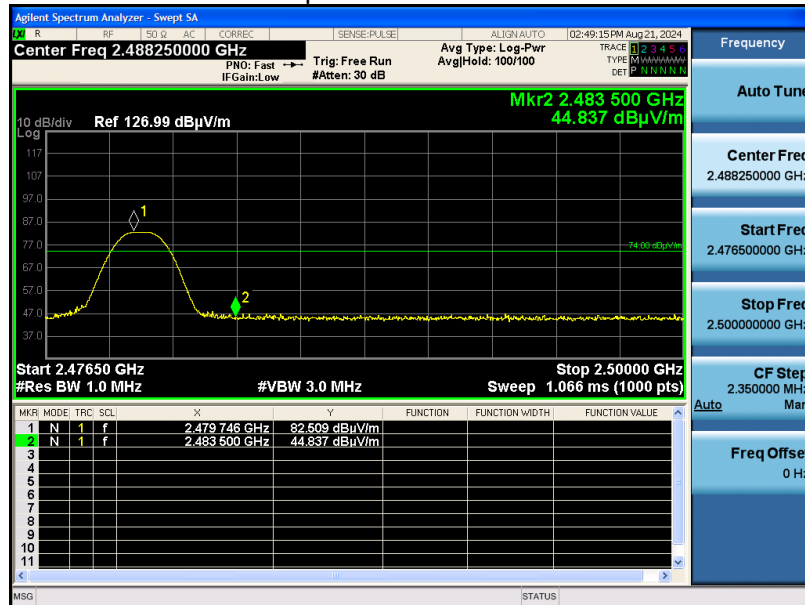 Agilent Spectrum Analyzer - Swept SA
LXI R RF 50 Ω AC CORREC SENSE:PULSE ALIGN AUTO 02:49:15 PM Aug 21, 2024
Center Freq 2.488250000 GHz
PNO: Fast
IFGain:Low
Trig: Free Run
#Atten: 30 dB
Avg Type: Log-Pwr
Avg|Hold: 100/100
TRACE 1 2 3 4 5 6
TYPE M WWWWW
DET P N N N N N
Mkr2 2.483 500 GHz
44.837 dBµV/m
10 dB/div Ref 126.99 dBµV/m
Log
117
107
97.0
87.0
77.0
67.0
57.0
47.0
37.0
1
2
74.00 dBµV/m
Start 2.47650 GHz
Stop 2.50000 GHz
#Res BW 1.0 MHz #VBW 3.0 MHz Sweep 1.066 ms (1000 pts)
MKR MODE TRC SCL X Y FUNCTION FUNCTION WIDTH FUNCTION VALUE
1 N 1 f 2.479 746 GHz 82.509 dBµV/m
2 N 1 f 2.483 500 GHz 44.837 dBµV/m
3
4
5
6
7
8
9
10
11
MSG STATUS
Frequency
Auto Tune
Center Freq
2.488250000 GHz
Start Freq
2.476500000 GHz
Stop Freq
2.500000000 GHz
CF Step
2.350000 MHz
Auto Man
Freq Offset
0 Hz